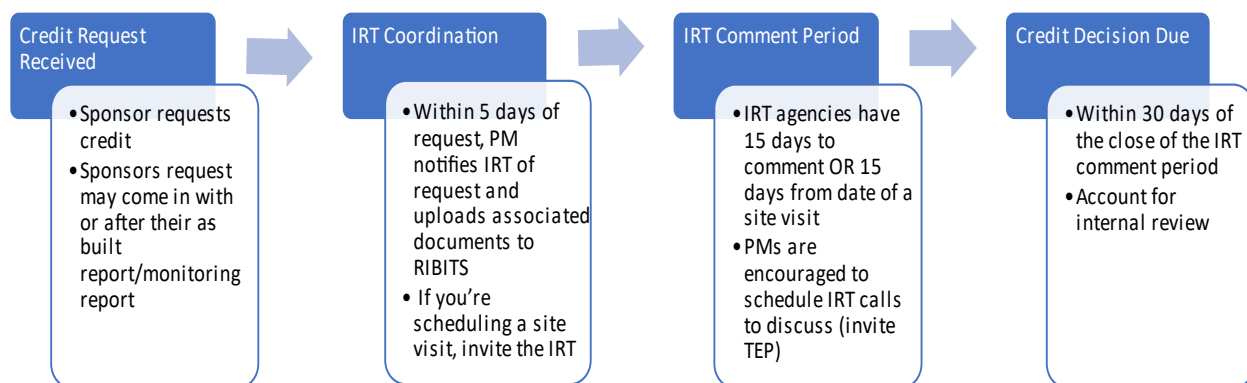 Credit Request
Received
• Sponsor requests
credit
• Sponsors request
may come in with
or after their as
built
report/monitoring
report
IRT Coordination
• Within 5 days of
request, PM
notifies IRT of
request and
uploads associated
documents to
RIBITS
• If you’re
scheduling a site
visit, invite the IRT
IRT Comment Period
• IRT agencies have
15 days to
comment OR 15
days from date of a
site visit
• PMs are
encouraged to
schedule IRT calls
to discuss (invite
TEP)
Credit Decision Due
• Within 30 days of
the close of the IRT
comment period
• Account for
internal review